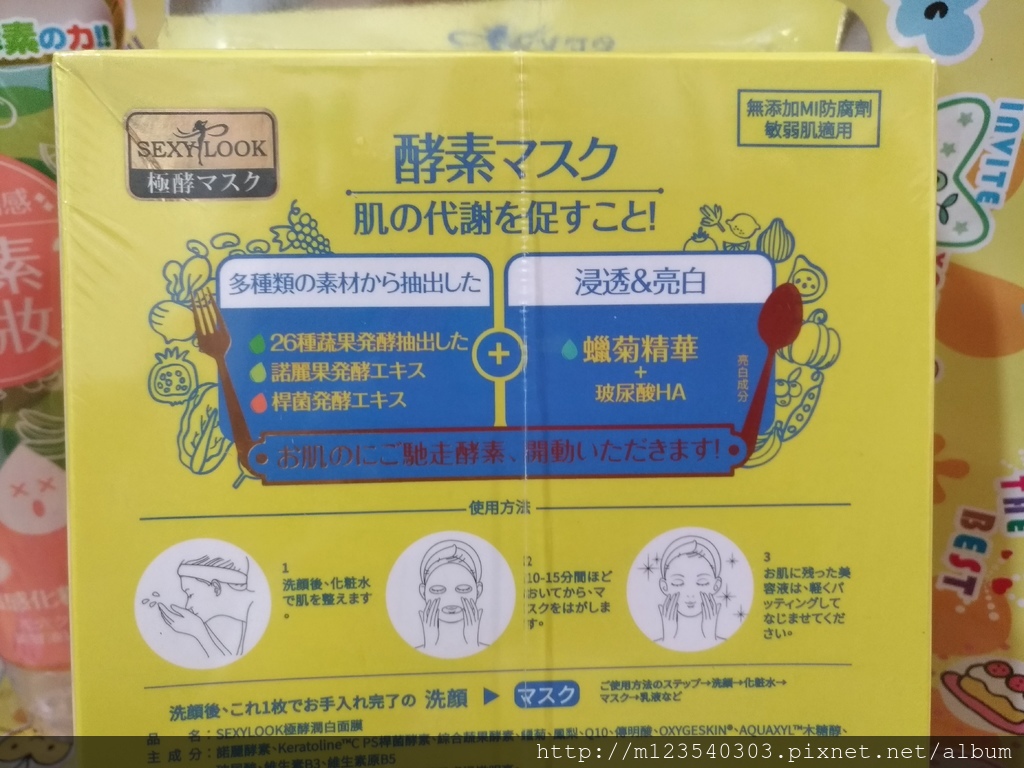 素の力!!
SEXYLOOK
極酵マスク
無添加MI防腐劑
敏弱肌適用
酵素マスク
肌の代謝を促すこと!
多種類の素材から抽出した
26種蔬果発酵抽出した
諾麗果発酵エキス
桿菌発酵エキス
+
浸透&亮白
蠟菊精華
+
玻尿酸HA
亮白成分
お肌のにご馳走酵素、開動いただきます!
使用方法
1
洗顔後、化粧水
で肌を整えます
。
2
10-15分間ほど
おいてから、マ
スクをはがしま
す。
3
お肌に残った美
容液は、軽くパ
ッティングして
なじませてくだ
さい。
洗顔後、これ1枚でお手入れ完了の 洗顔 ▶ マスク
ご使用方法のステップ→洗顔→化粧水→
マスク→乳液など
品 名:SEXYLOOK極酵潤白面膜
主成分:諾麗酵素、Keratoline™C PS桿菌酵素、綜合蔬果酵素、蠟菊、鳳梨、Q10、傳明酸、OXYGESKIN®、AQUAXYL™木糖醇、
玻尿酸、維生素B3、維生素原B5
感
素
妝
INVITE
THE
BEST
http://m123540303.pixnet.net/album